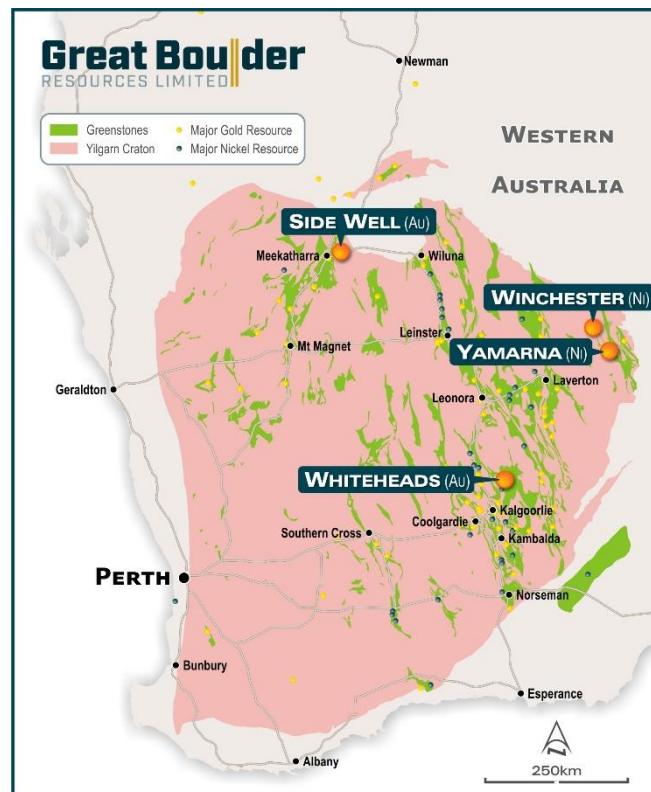 Great Boulder
RESOURCES LIMITED
Greenstones
Major Gold Resource
Yilgarn Craton
Major Nickel Resource
Newman
WESTERN
AUSTRALIA
SIDE WELL (AU)
Meekatharra
Wiluna
WINCHESTER (NI)
Leinster
YAMARNA (NI)
Mt Magnet
Laverton
Geraldton
Leonora
WHITEHEADS (AU)
Kalgoorlie
Coolgardie
Southern Cross
Kambalda
PERTH
Norseman
Bunbury
Esperance
N
Albany
250km